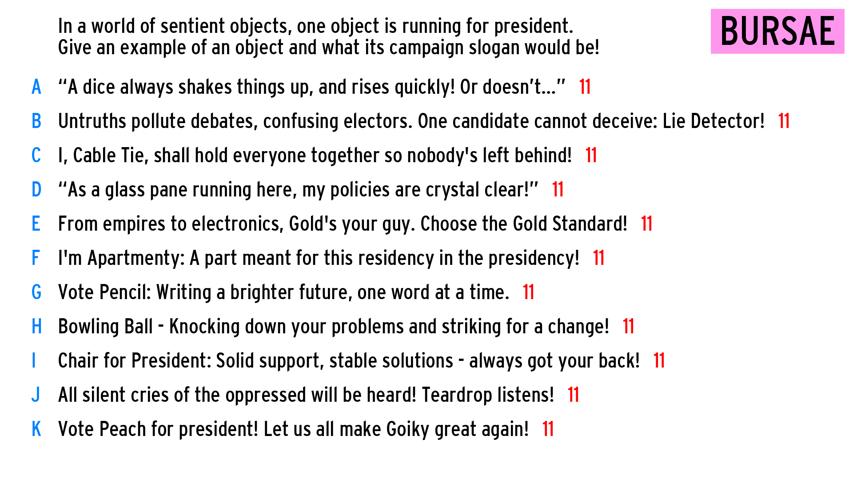 In a world of sentient objects, one object is running for president.
Give an example of an object and what its campaign slogan would be!
BURSAE
A “A dice always shakes things up, and rises quickly! Or doesn’t...” 11
B Untruths pollute debates, confusing electors. One candidate cannot deceive: Lie Detector! 11
C I, Cable Tie, shall hold everyone together so nobody's left behind! 11
D “As a glass pane running here, my policies are crystal clear!” 11
E From empires to electronics, Gold's your guy. Choose the Gold Standard! 11
F I'm Apartmenty: A part meant for this residency in the presidency! 11
G Vote Pencil: Writing a brighter future, one word at a time. 11
H Bowling Ball - Knocking down your problems and striking for a change! 11
I Chair for President: Solid support, stable solutions - always got your back! 11
J All silent cries of the oppressed will be heard! Teardrop listens! 11
K Vote Peach for president! Let us all make Goiky great again! 11